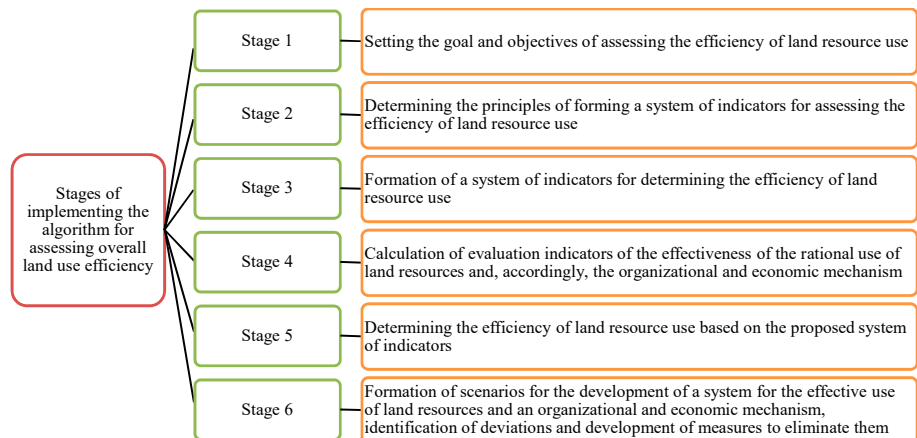 Stages of
implementing the
algorithm for
assessing overall
land use efficiency
Stage 1
Setting the goal and objectives of assessing the efficiency of land resource use
Stage 2
Determining the principles of forming a system of indicators for assessing the
efficiency of land resource use
Stage 3
Formation of a system of indicators for determining the efficiency of land
resource use
Stage 4
Calculation of evaluation indicators of the effectiveness of the rational use of
land resources and, accordingly, the organizational and economic mechanism
Stage 5
Determining the efficiency of land resource use based on the proposed system
of indicators
Stage 6
Formation of scenarios for the development of a system for the effective use
of land resources and an organizational and economic mechanism,
identification of deviations and development of measures to eliminate them